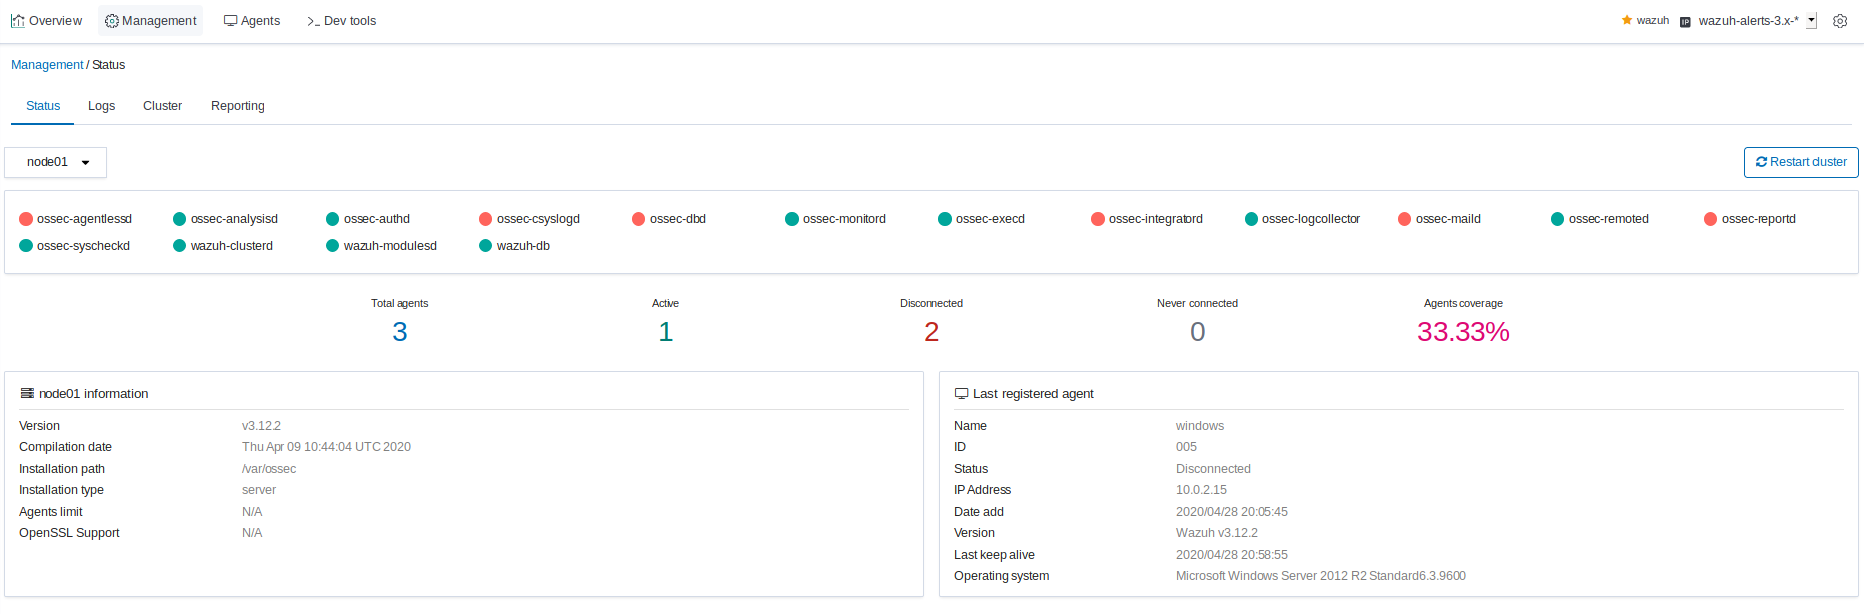 Overview Management Agents Dev tools wazuh IP wazuh-alerts-3.x-*
Management / Status
Status Logs Cluster Reporting
node01 Restart cluster
ossec-agentlessd ossec-analysisd ossec-authd ossec-csyslogd ossec-dbd ossec-monitord ossec-execd ossec-integratord ossec-logcollector ossec-maild ossec-remoted ossec-reportd
ossec-syscheckd wazuh-clusterd wazuh-modulesd wazuh-db
Total agents Active Disconnected Never connected Agents coverage
3 1 2 0 33.33%
node01 information
Version v3.12.2
Compilation date Thu Apr 09 10:44:04 UTC 2020
Installation path /var/ossec
Installation type server
Agents limit N/A
OpenSSL Support N/A
Last registered agent
Name windows
ID 005
Status Disconnected
IP Address 10.0.2.15
Date add 2020/04/28 20:05:45
Version Wazuh v3.12.2
Last keep alive 2020/04/28 20:58:55
Operating system Microsoft Windows Server 2012 R2 Standard6.3.9600